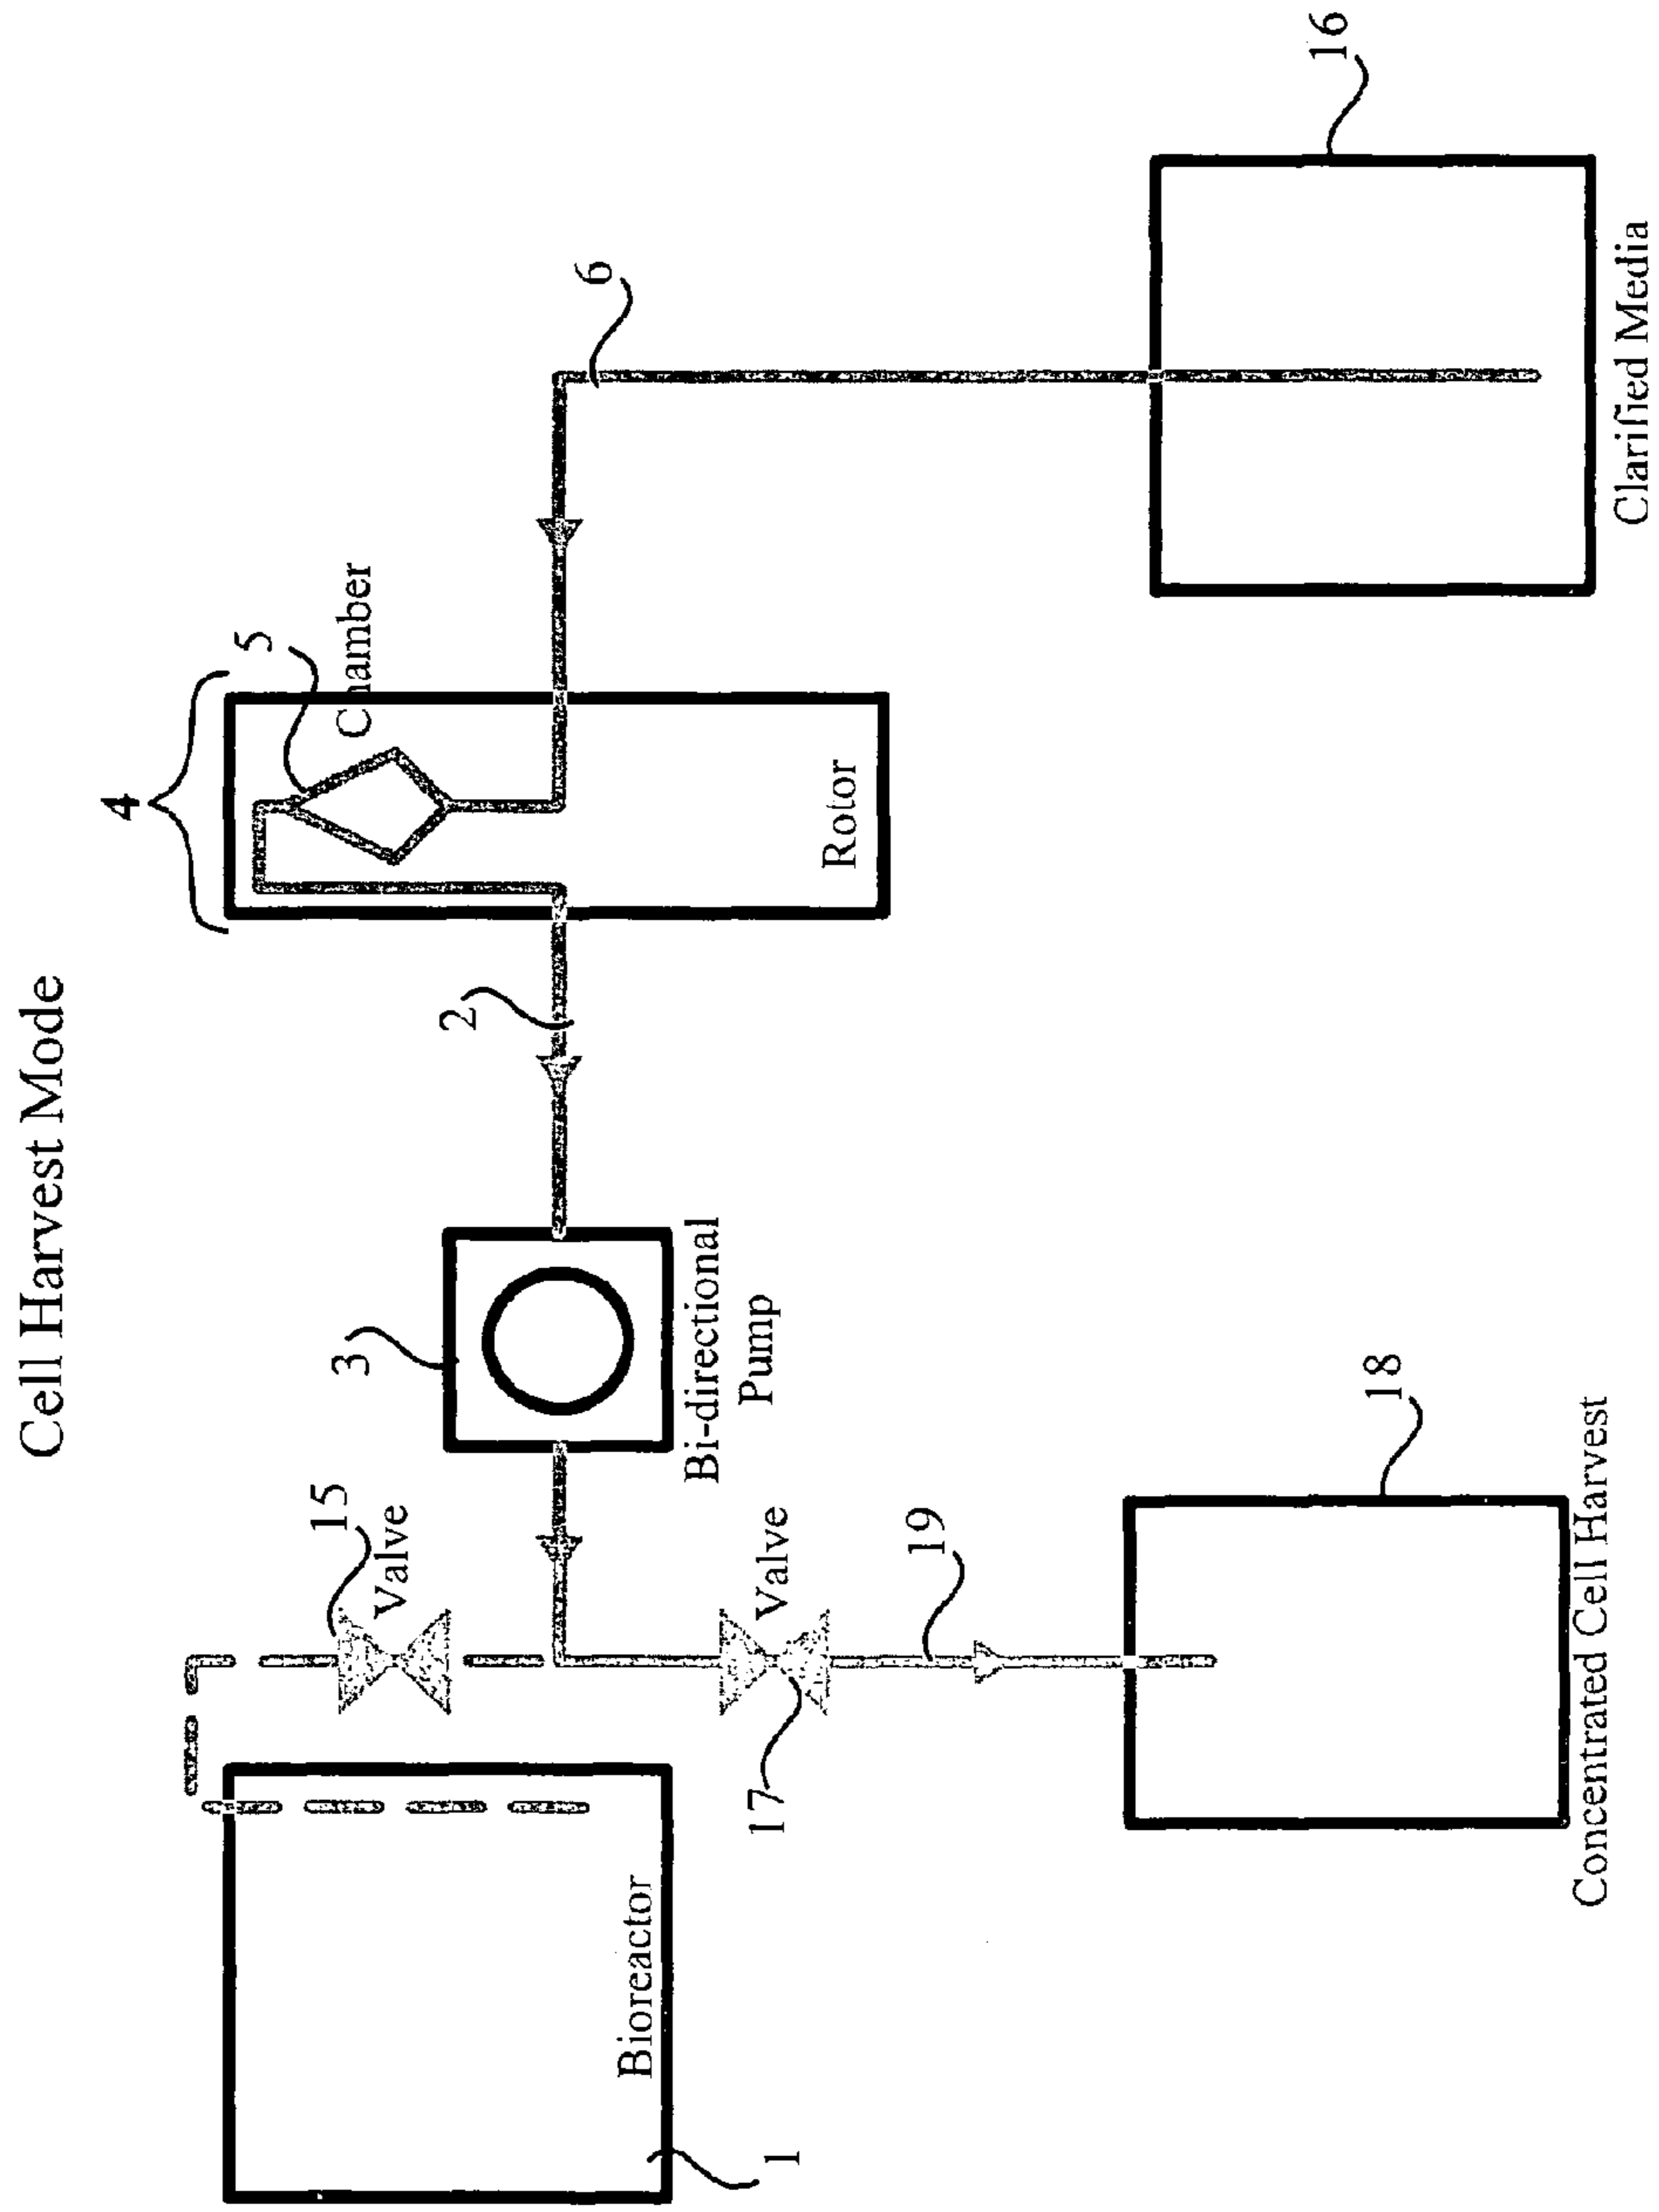 Cell Harvest Mode
4
5
Chamber
6
2
3
15
Valve
Rotor
Bi-directional
Pump
Bioreactor
1
17
Valve
19
16
18
Clarified Media
Concentrated Cell Harvest